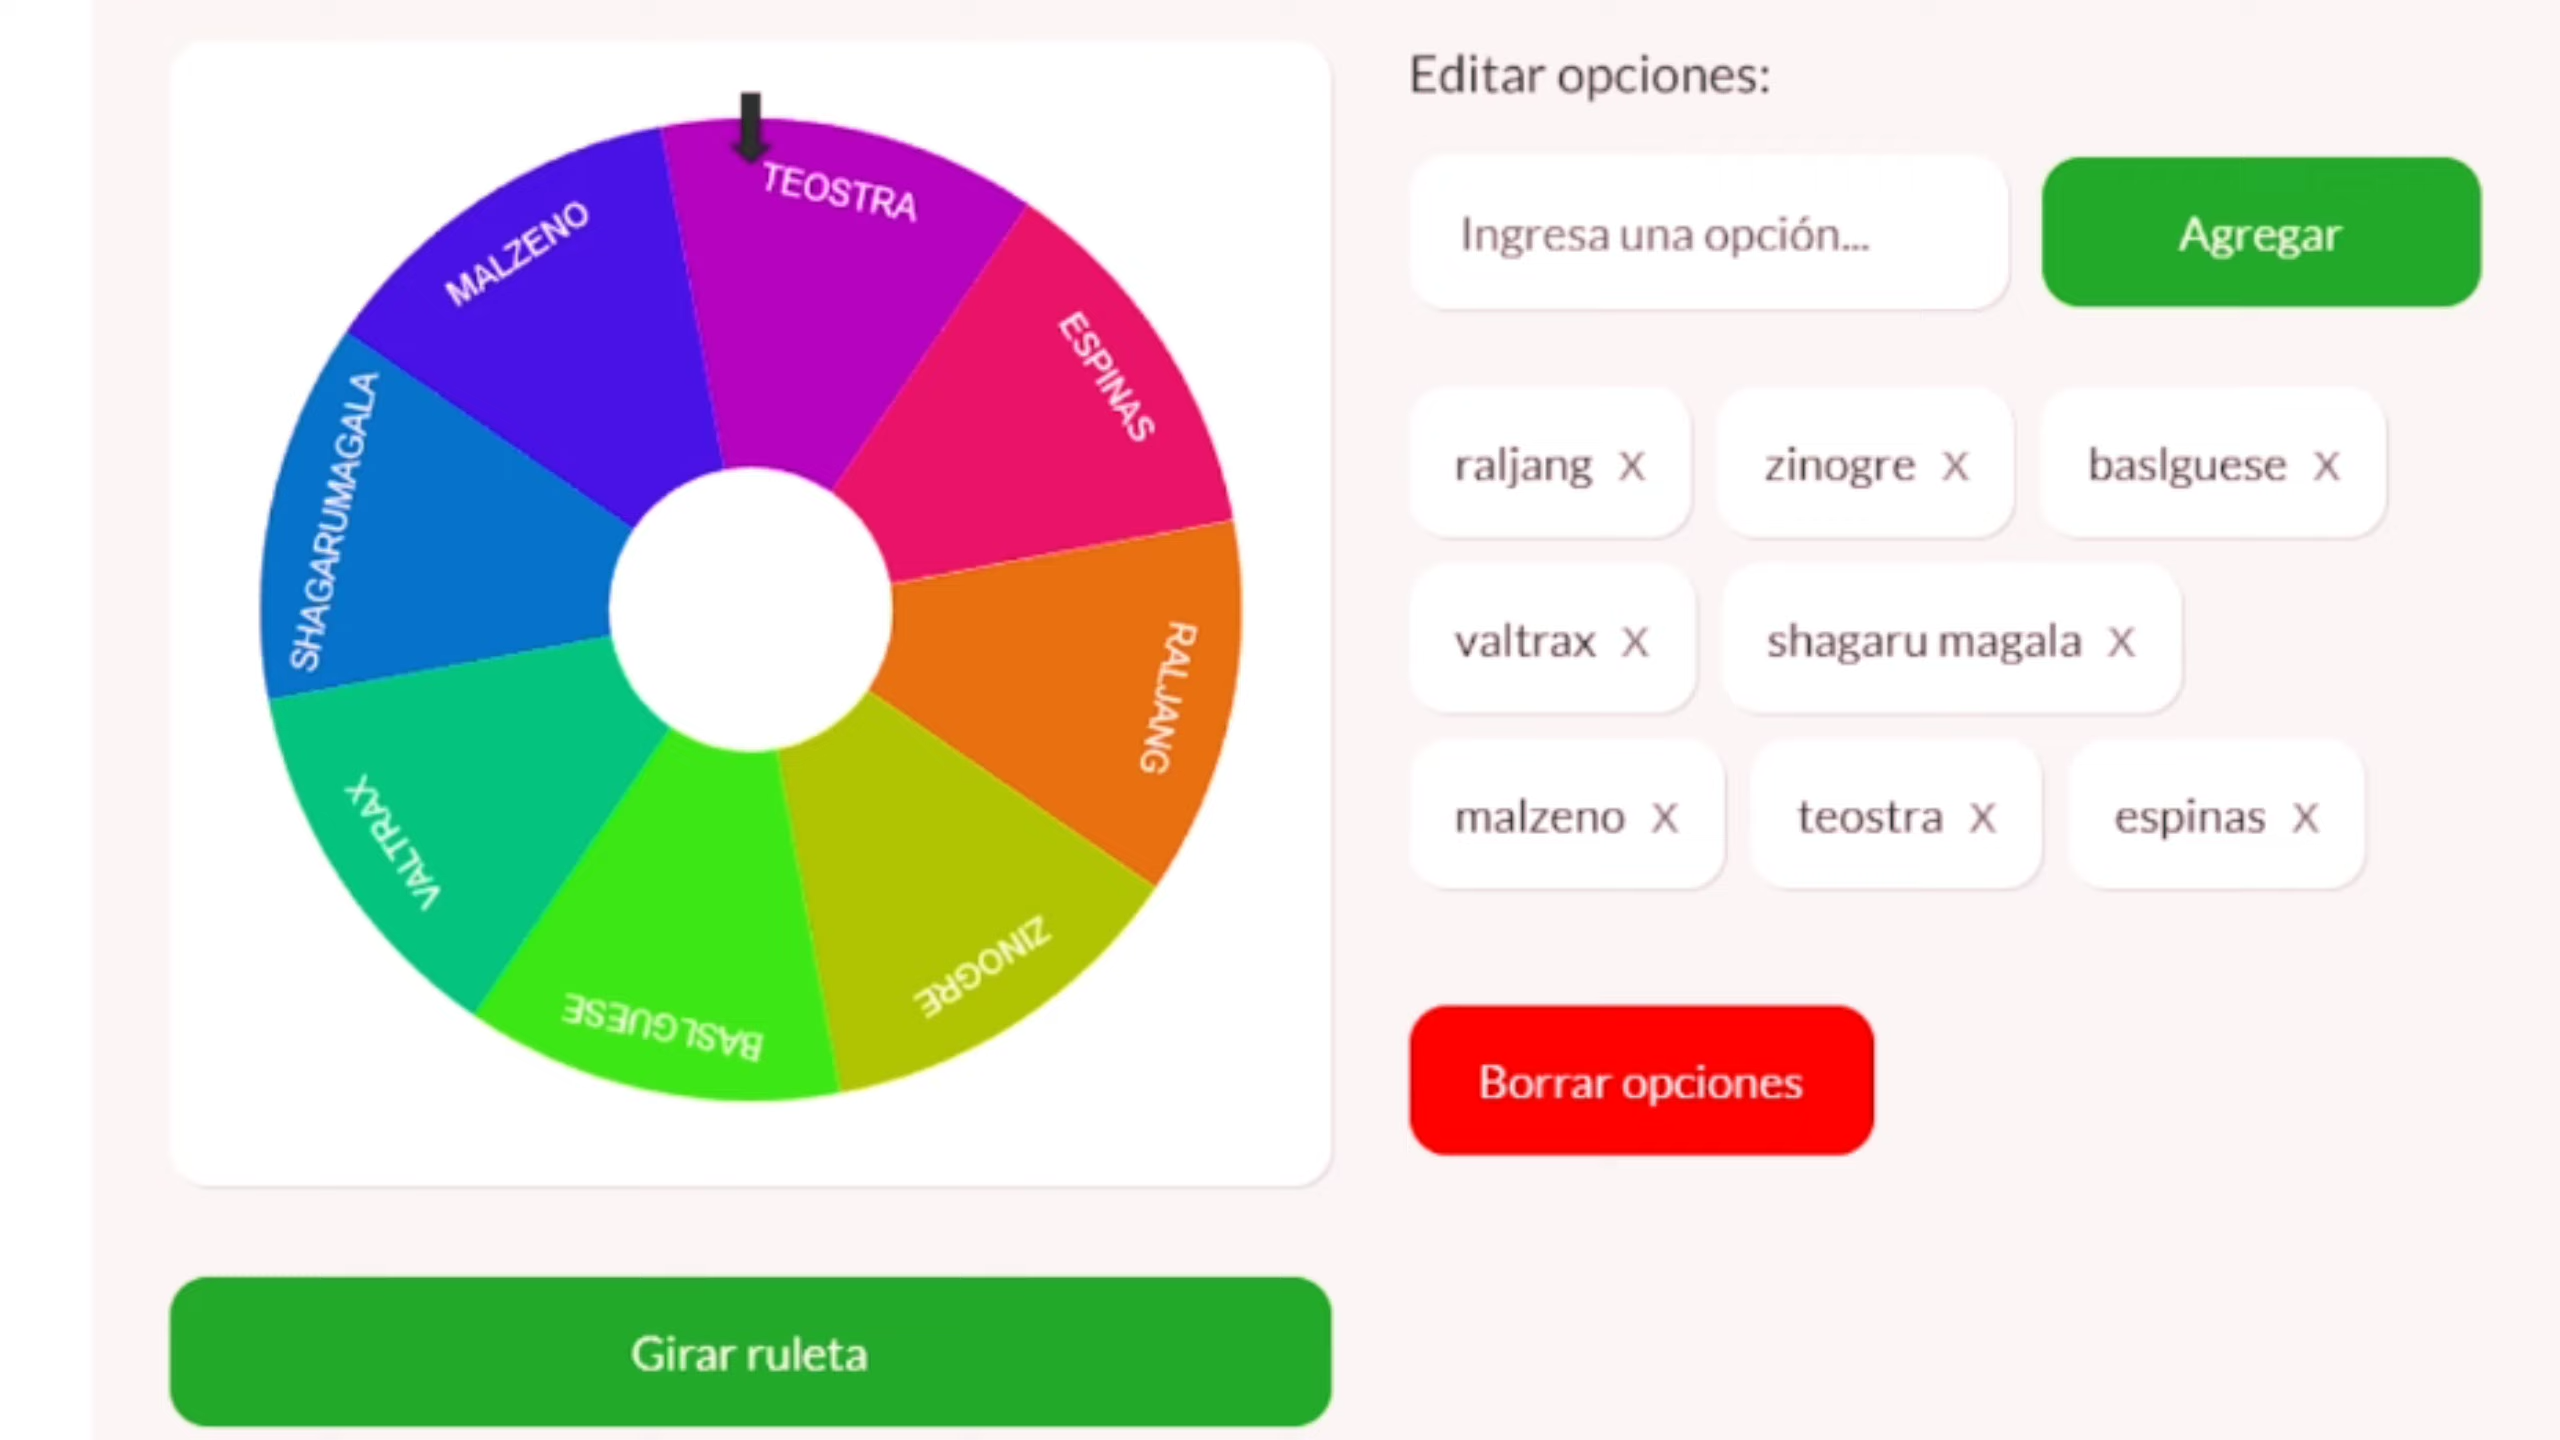 TEOSTRA
MALZENO
ESPINAS
SHAGARUMAGALA
RALJANG
VALTRAX
ZINOGRE
BASLGUESE
Girar ruleta
Editar opciones:
Ingresa una opción...
Agregar
raljang X zinogre X baslguese X
valtrax X shagaru magala X
malzeno X teostra X espinas X
Borrar opciones